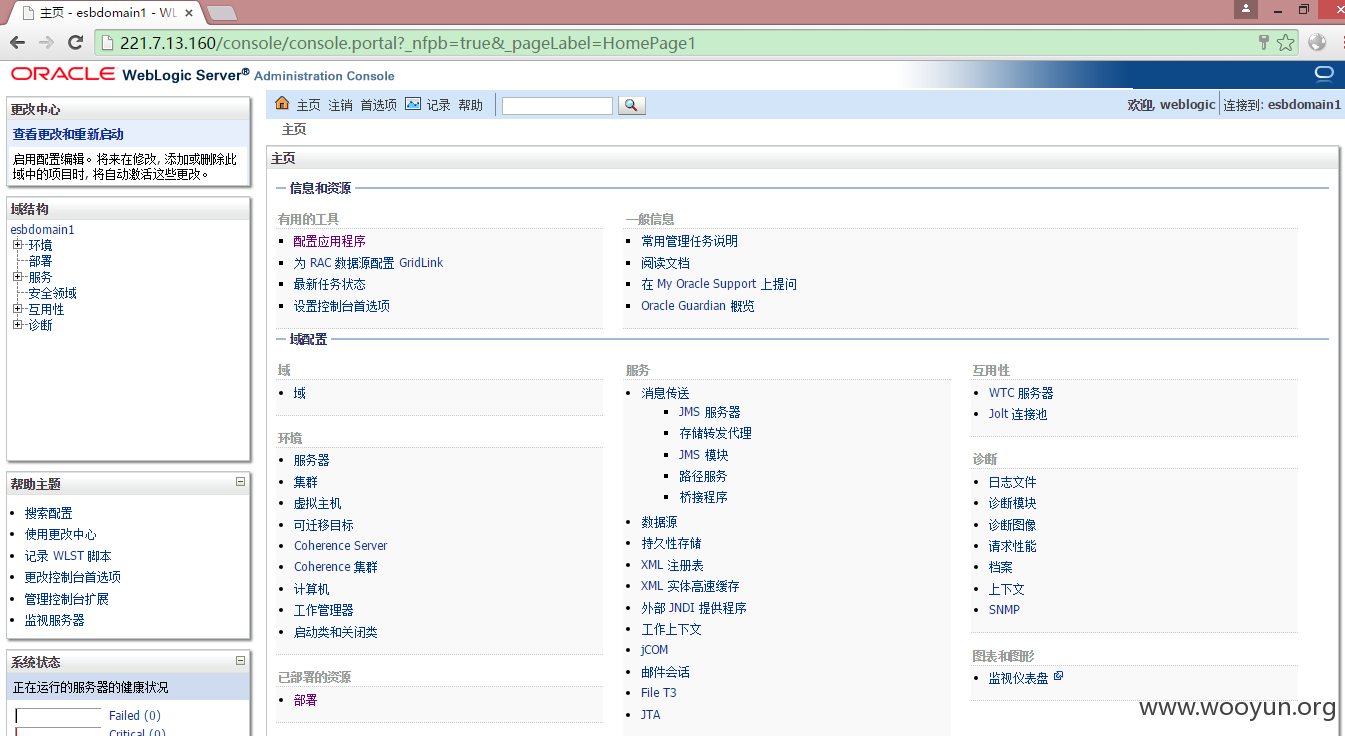 主页 - esbdomain1 - WL
221.7.13.160/console/console.portal?_nfpb=true&_pageLabel=HomePage1
ORACLE WebLogic Server® Administration Console
更改中心
查看更改和重新启动
启用配置编辑。将来在修改, 添加或删除此
域中的项目时, 将自动激活这些更改。
域结构
esbdomain1
环境
部署
服务
安全领域
互用性
诊断
帮助主题
搜索配置
使用更改中心
记录 WLST 脚本
更改控制台首选项
管理控制台扩展
监视服务器
系统状态
正在运行的服务器的健康状况
Failed (0)
Critical (0)
主页 注销 首选项 记录 帮助
欢迎, weblogic 连接到: esbdomain1
主页
主页
信息和资源
有用的工具
配置应用程序
为 RAC 数据源配置 GridLink
最新任务状态
设置控制台首选项
一般信息
常用管理任务说明
阅读文档
在 My Oracle Support 上提问
Oracle Guardian 概览
域配置
域
域
环境
服务器
集群
虚拟主机
可迁移目标
Coherence Server
Coherence 集群
计算机
工作管理器
启动类和关闭类
已部署的资源
部署
服务
消息传送
JMS 服务器
存储转发代理
JMS 模块
路径服务
桥接程序
数据源
持久性存储
XML 注册表
XML 实体高速缓存
外部 JNDI 提供程序
工作上下文
jCOM
邮件会话
File T3
JTA
互用性
WTC 服务器
Jolt 连接池
诊断
日志文件
诊断模块
诊断图像
请求性能
档案
上下文
SNMP
图表和图形
监视仪表盘
www.wooyun.org